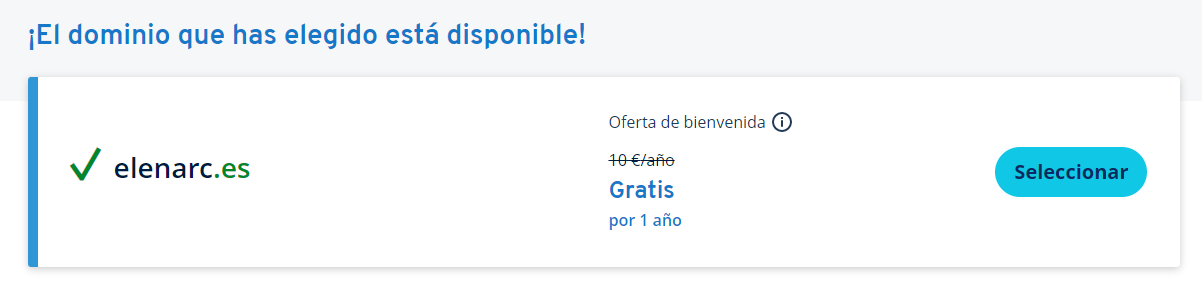 ¡El dominio que has elegido está disponible!
Oferta de bienvenida
elenarc.es
10 €/año
Gratis
por 1 año
Seleccionar